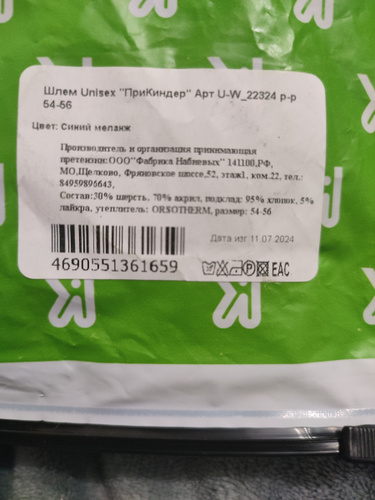 Шлем Unisex "ПриКиндер" Арт U-W_22324 р-р
54-56
Цвет: Синий меланж
Производитель и организация принимающая
претензии:ООО"Фабрика Набивевых" 141100,РФ,
МО,Щелково, Фряновское шоссе,52, этаж1, ком.22, тел.:
84959895643,
Состав:30% шерсть, 70% акрил, подклад: 95% хлопок, 5%
лайкра, утеплитель: ORSOTHERM, размер: 54-56
Дата изг 11.07.2024
4690551361659
EAC